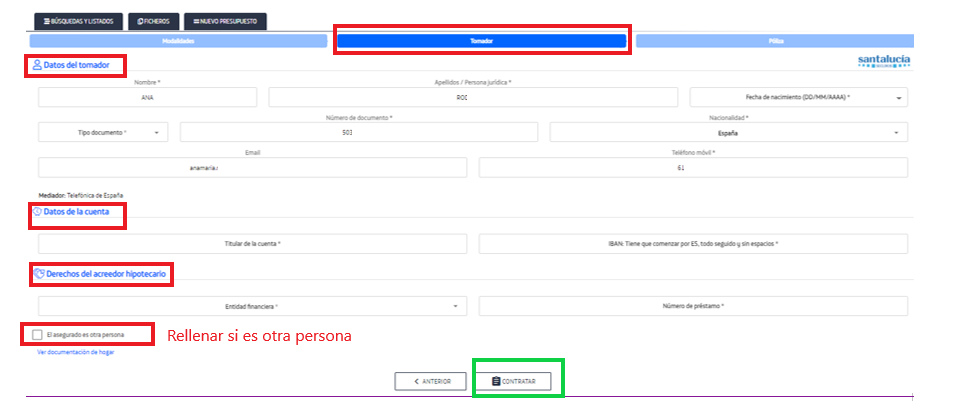 BÚSQUEDAS Y LISTADOS FICHEROS NUEVO PRESUPUESTO
Modalidades Tomador Póliza
Datos del tomador santalucía
SEGUROS
Nombre * Apellidos / Persona jurídica *
ANA ROD Fecha de nacimiento (DD/MM/AAAA) *
Número de documento * Nacionalidad *
Tipo documento * 501 España
Email Teléfono móvil *
anamaria.r 61
Mediador: Telefónica de España
Datos de la cuenta
Titular de la cuenta * IBAN: Tiene que comenzar por ES, todo seguido y sin espacios *
Derechos del acreedor hipotecario
Entidad financiera * Número de préstamo *
El asegurado es otra persona Rellenar si es otra persona
Ver documentación de hogar
ANTERIOR CONTRATAR